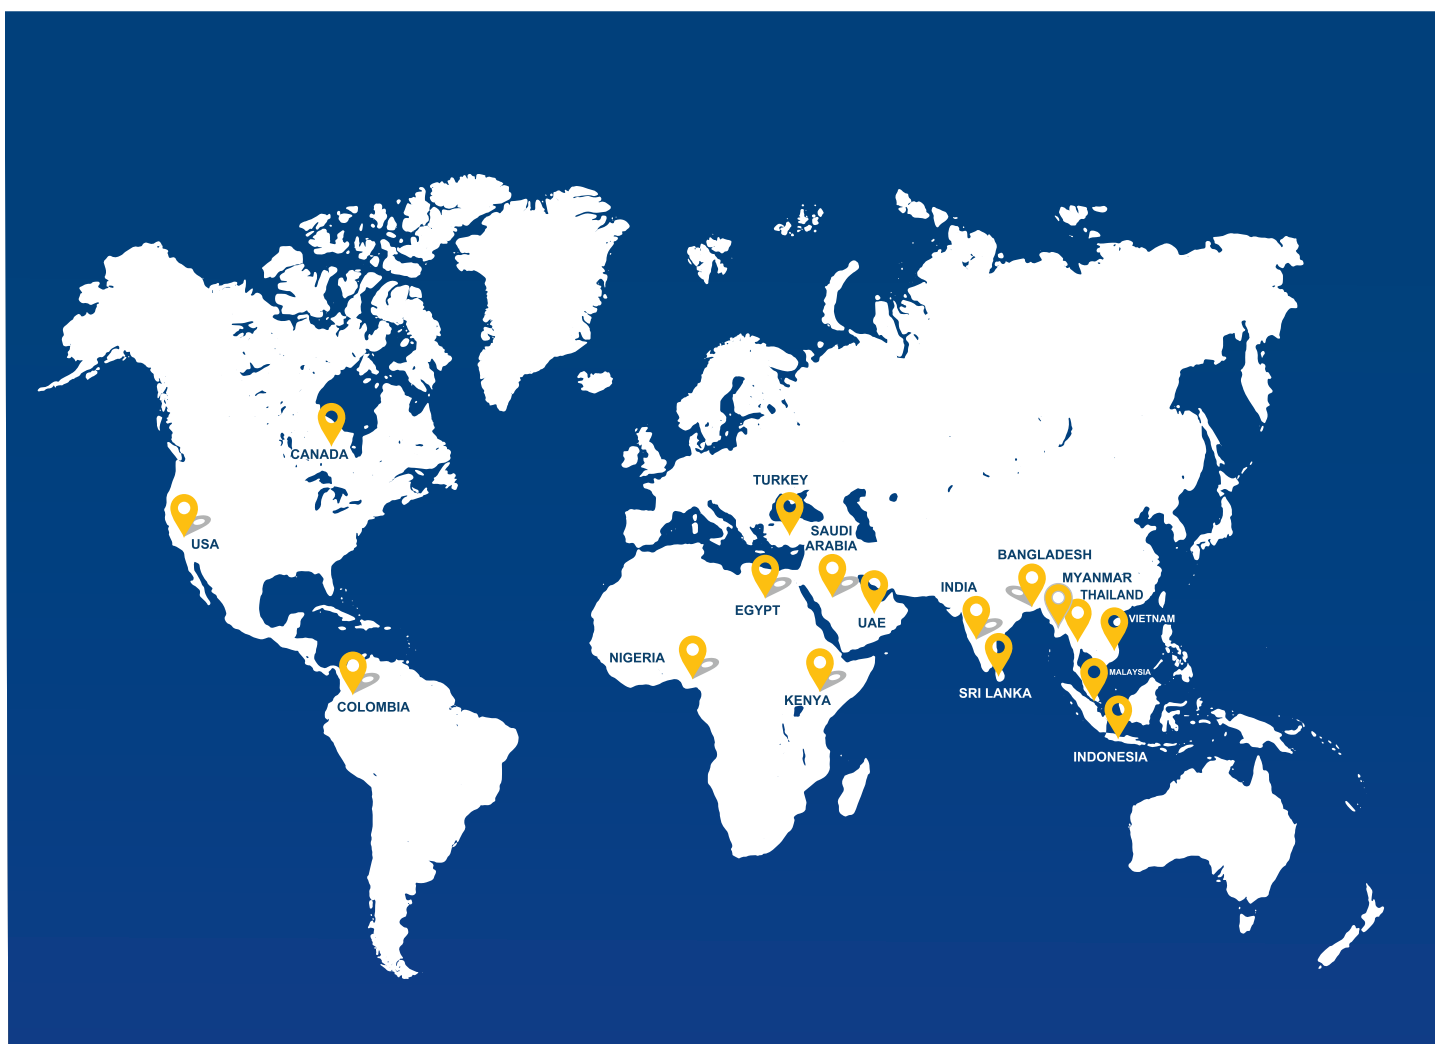 CANADA
TURKEY
SAUDI
ARABIA
USA
BANGLADESH
MYANMAR
INDIA
THAILAND
EGYPT
UAE
VIETNAM
NIGERIA
MALAYSIA
SRI LANKA
KENYA
COLOMBIA
INDONESIA